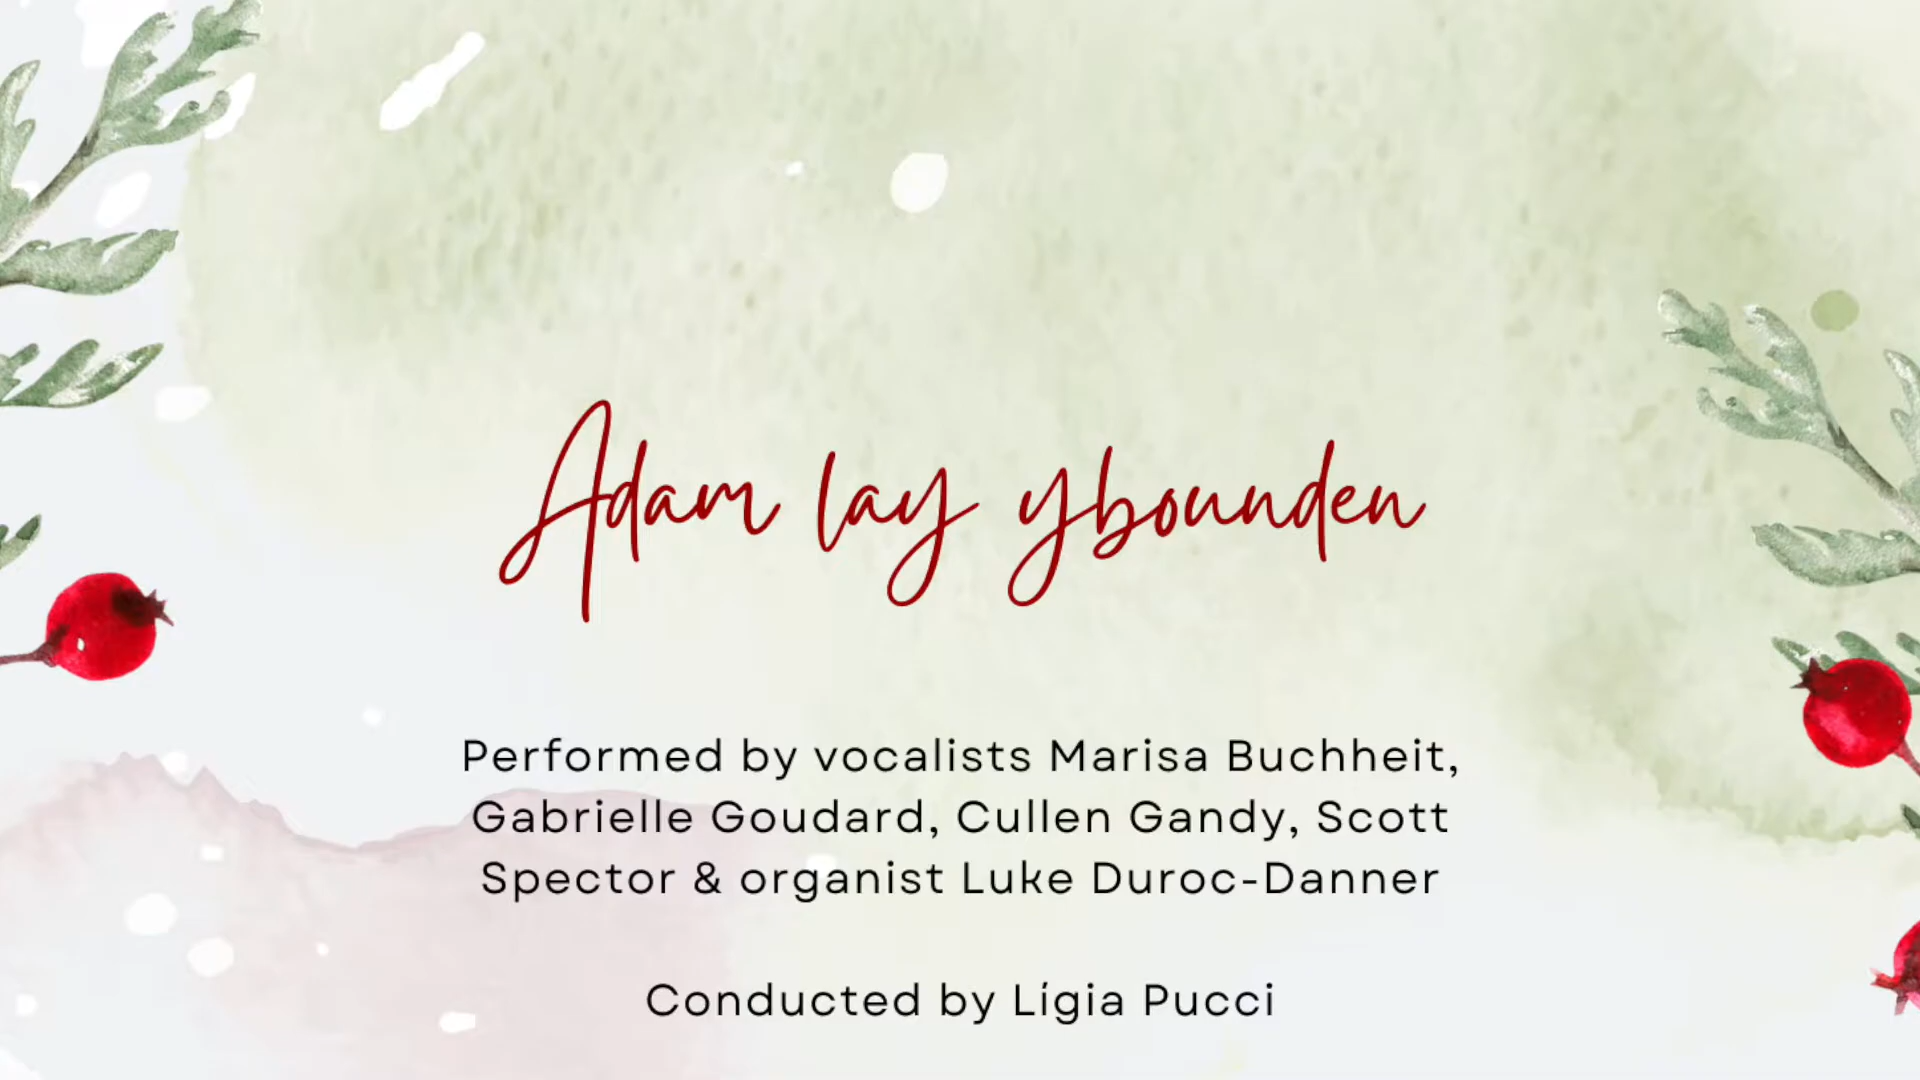 Adam lay ybounden
Performed by vocalists Marisa Buchheit,
Gabrielle Goudard, Cullen Gandy, Scott
Spector & organist Luke Duroc-Danner
Conducted by Lígia Pucci